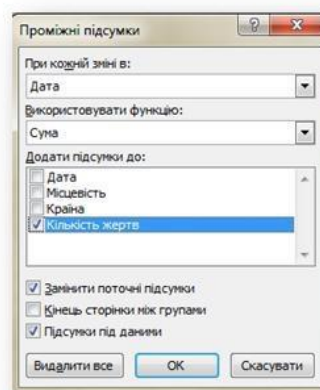 Проміжні підсумки
При кожній зміні в:
Дата
Використовувати функцію:
Сума
Додати підсумки до:
Дата
Місцевість
Країна
Кількість жертв
Замінити поточні підсумки
Кінець сторінки між групами
Підсумки під даними
Видалити все
ОК
Скасувати